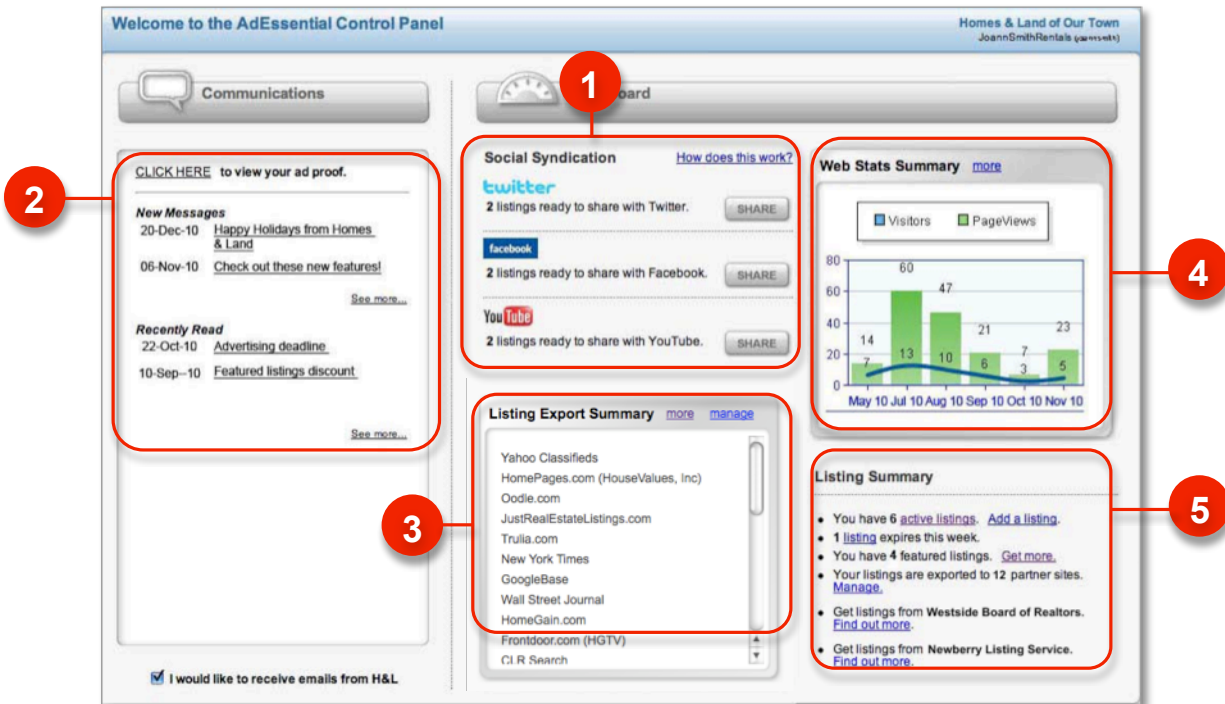 Welcome to the AdEssential Control Panel
Homes & Land of Our Town
JoannSmithRentals
Communications
1
oard
2
CLICK HERE to view your ad proof.
New Messages
20-Dec-10 Happy Holidays from Homes
& Land
06-Nov-10 Check out these new features!
See more...
Recently Read
22-Oct-10 Advertising deadline
10-Sep--10 Featured listings discount
See more...
I would like to receive emails from H&L
Social Syndication How does this work?
twitter
2 listings ready to share with Twitter. SHARE
facebook
2 listings ready to share with Facebook. SHARE
YouTube
2 listings ready to share with YouTube. SHARE
3
Listing Export Summary more manage
Yahoo Classifieds
HomePages.com (HouseValues, Inc)
Oodle.com
JustRealEstateListings.com
Trulia.com
New York Times
GoogleBase
Wall Street Journal
HomeGain.com
Frontdoor.com (HGTV)
CLR Search
Web Stats Summary more
Visitors PageViews
80
60
40
20
0
14 60 47 21 7 23
7 13 10 6 3 5
May 10 Jul 10 Aug 10 Sep 10 Oct 10 Nov 10
4
Listing Summary
You have 6 active listings. Add a listing.
1 listing expires this week.
You have 4 featured listings. Get more.
Your listings are exported to 12 partner sites.
Manage.
Get listings from Westside Board of Realtors.
Find out more.
Get listings from Newberry Listing Service.
Find out more.
5